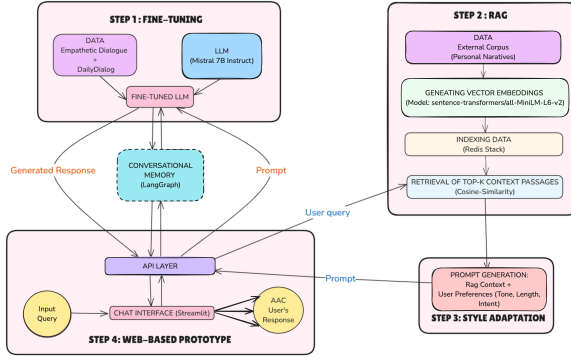 STEP 1 : FINE-TUNING
DATA
Empathetic Dialogue
+
DailyDialog
LLM
(Mistral 7B Instruct)
FINE-TUNED LLM
Generated Response
CONVERSATIONAL
MEMORY
(LangGraph)
Prompt
STEP 2 : RAG
DATA
External Corpus
(Personal Naratives)
GENEATING VECTOR EMBEDDINGS
(Model: sentence-transformers/all-MiniLM-L6-v2)
INDEXING DATA
(Redis Stack)
RETRIEVAL OF TOP-K CONTEXT PASSAGES
(Cosine-Similarity)
User query
Prompt
API LAYER
Input
Query
CHAT INTERFACE (Streamlit)
AAC
User's
Response
STEP 4: WEB-BASED PROTOTYPE
PROMPT GENERATION:
Rag Context +
User Preferences (Tone, Length,
Intent)
STEP 3: STYLE ADAPTATION